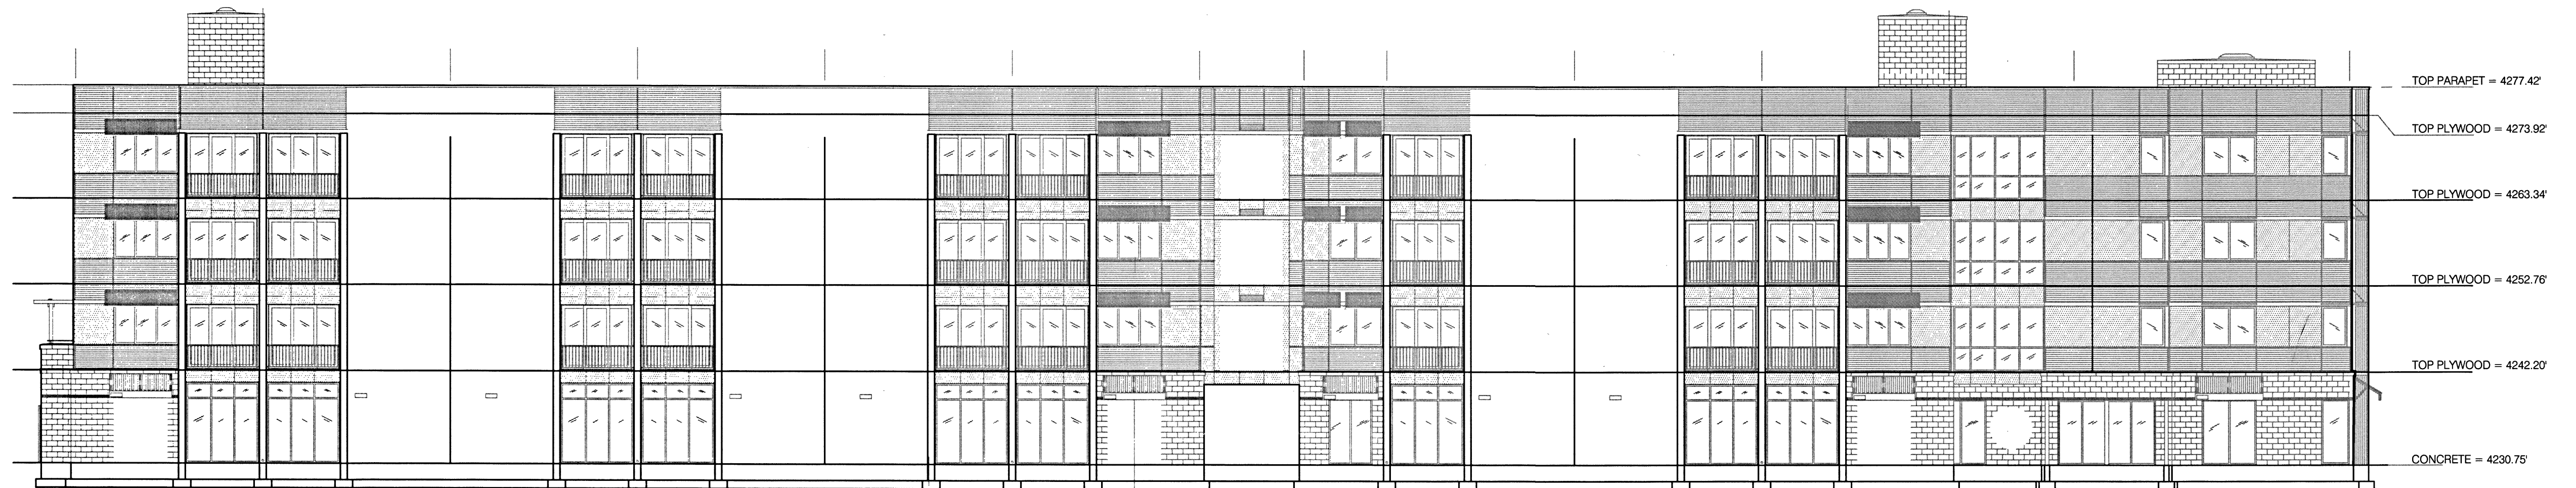 TOP PARAPET = 4277.42'
TOP PLYWOOD = 4273.92'
TOP PLYWOOD = 4263.34'
TOP PLYWOOD = 4252.76'
TOP PLYWOOD = 4242.20'
CONCRETE = 4230.75'